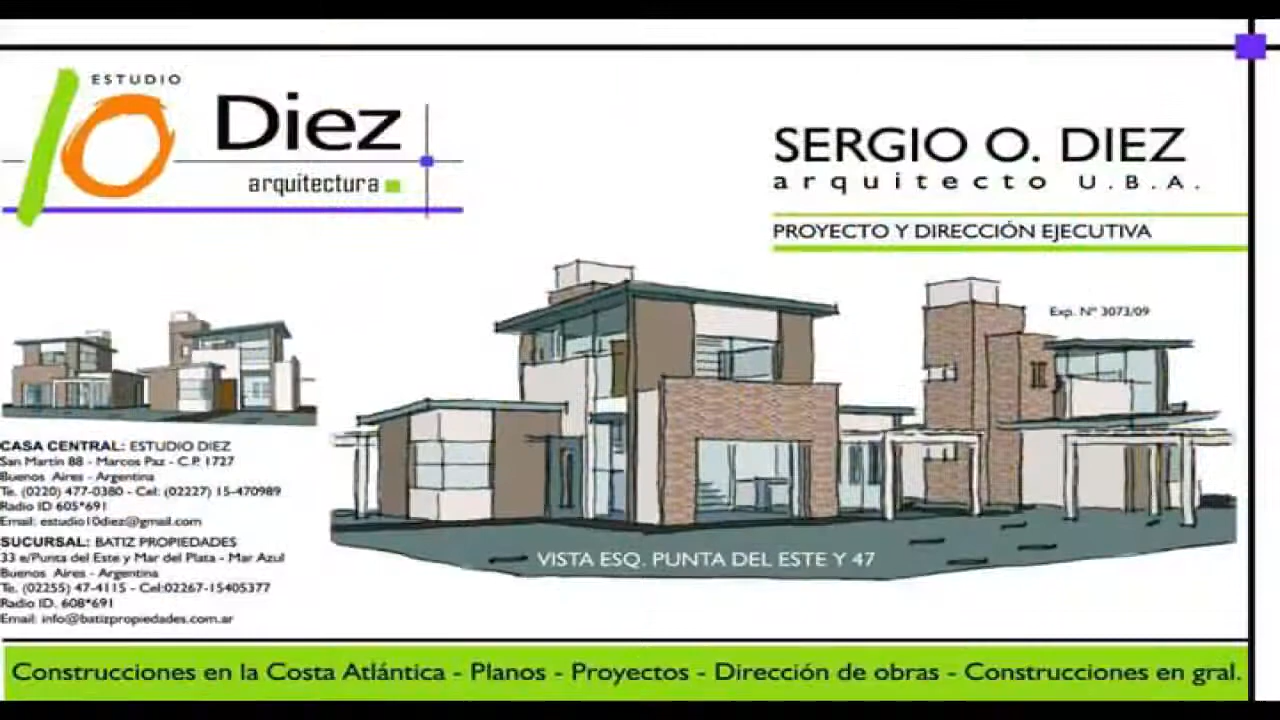 ESTUDIO
10 Diez
arquitectura
SERGIO O. DIEZ
arquitecto U.B.A.
PROYECTO Y DIRECCIÓN EJECUTIVA
Exp. Nº 3073/09
CASA CENTRAL: ESTUDIO DIEZ
San Martín 88 - Marcos Paz - C.P. 1727
Buenos Aires - Argentina
Te. (0220) 477-0380 - Cel: (02227) 15-470989
Radio ID 605*691
Email: estudio10diez@gmail.com
SUCURSAL: BATIZ PROPIEDADES
33 e/Punta del Este y Mar del Plata - Mar Azul
Buenos Aires - Argentina
Te. (02255) 47-4115 - Cel:02267-15405377
Radio ID. 608*691
Email: info@batizpropiedades.com.ar
VISTA ESQ. PUNTA DEL ESTE Y 47
Construcciones en la Costa Atlántica - Planos - Proyectos - Dirección de obras - Construcciones en gral.